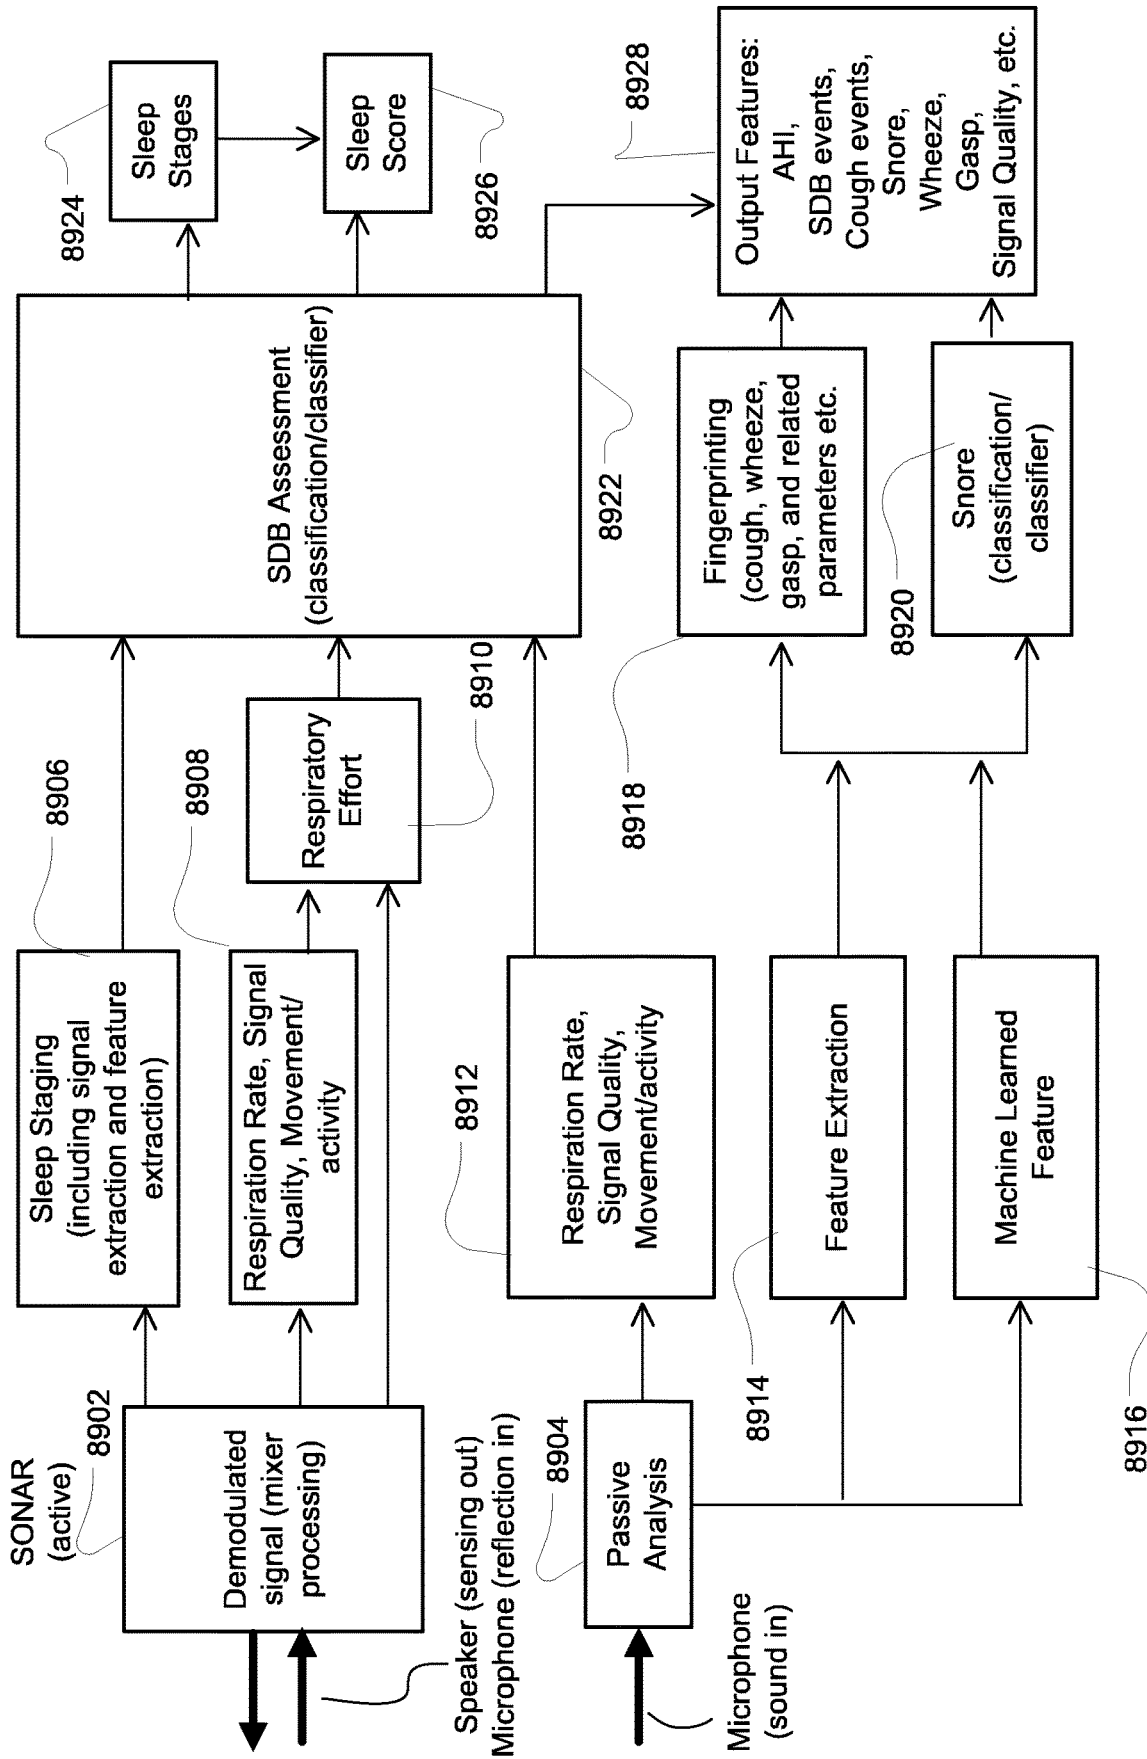 SONAR
(active)
8902
Demodulated
signal (mixer
processing)
Speaker (sensing out)
Microphone (reflection in)
8904
Passive
Analysis
Microphone
(sound in)
8906
Sleep Staging
(including signal
extraction and feature
extraction)
8908
Respiration Rate, Signal
Quality, Movement/
activity
Respiratory
Effort
8910
8912
Respiration Rate,
Signal Quality,
Movement/activity
8914
Feature Extraction
Machine Learned
Feature
8916
SDB Assessment
(classification/classifier)
8922
8918
Fingerprinting
(cough, wheeze,
gasp, and related
parameters etc.
8920
Snore
(classification/
classifier)
8924
Sleep
Stages
Sleep
Score
8926
8928
Output Features:
AHI,
SDB events,
Cough events,
Snore,
Wheeze,
Gasp,
Signal Quality, etc.